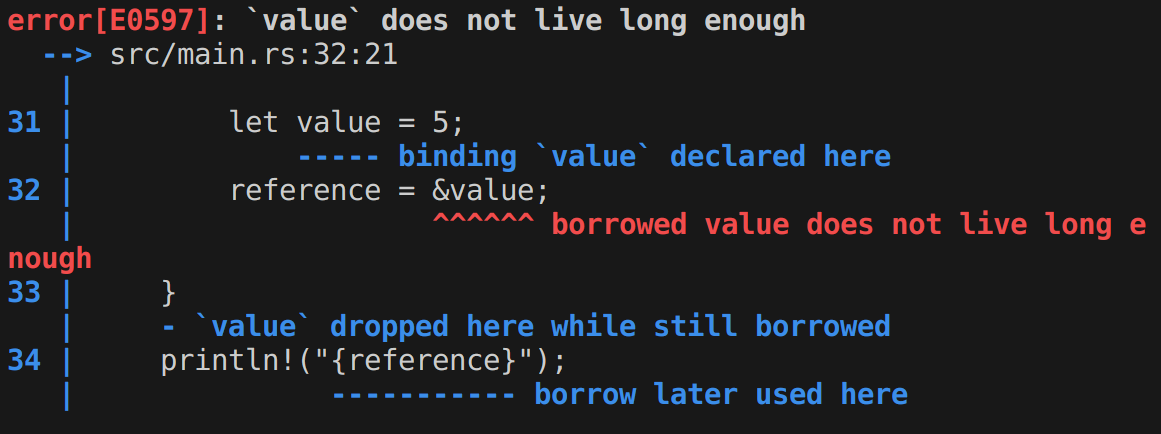 error[E0597]: `value` does not live long enough
  --> src/main.rs:32:21
   |
31 |         let value = 5;
   |             ----- binding `value` declared here
32 |         reference = &value;
   |                     ^^^^^^ borrowed value does not live long e
nough
33 |     }
   |     - `value` dropped here while still borrowed
34 |     println!("{reference}");
   |               ----------- borrow later used here